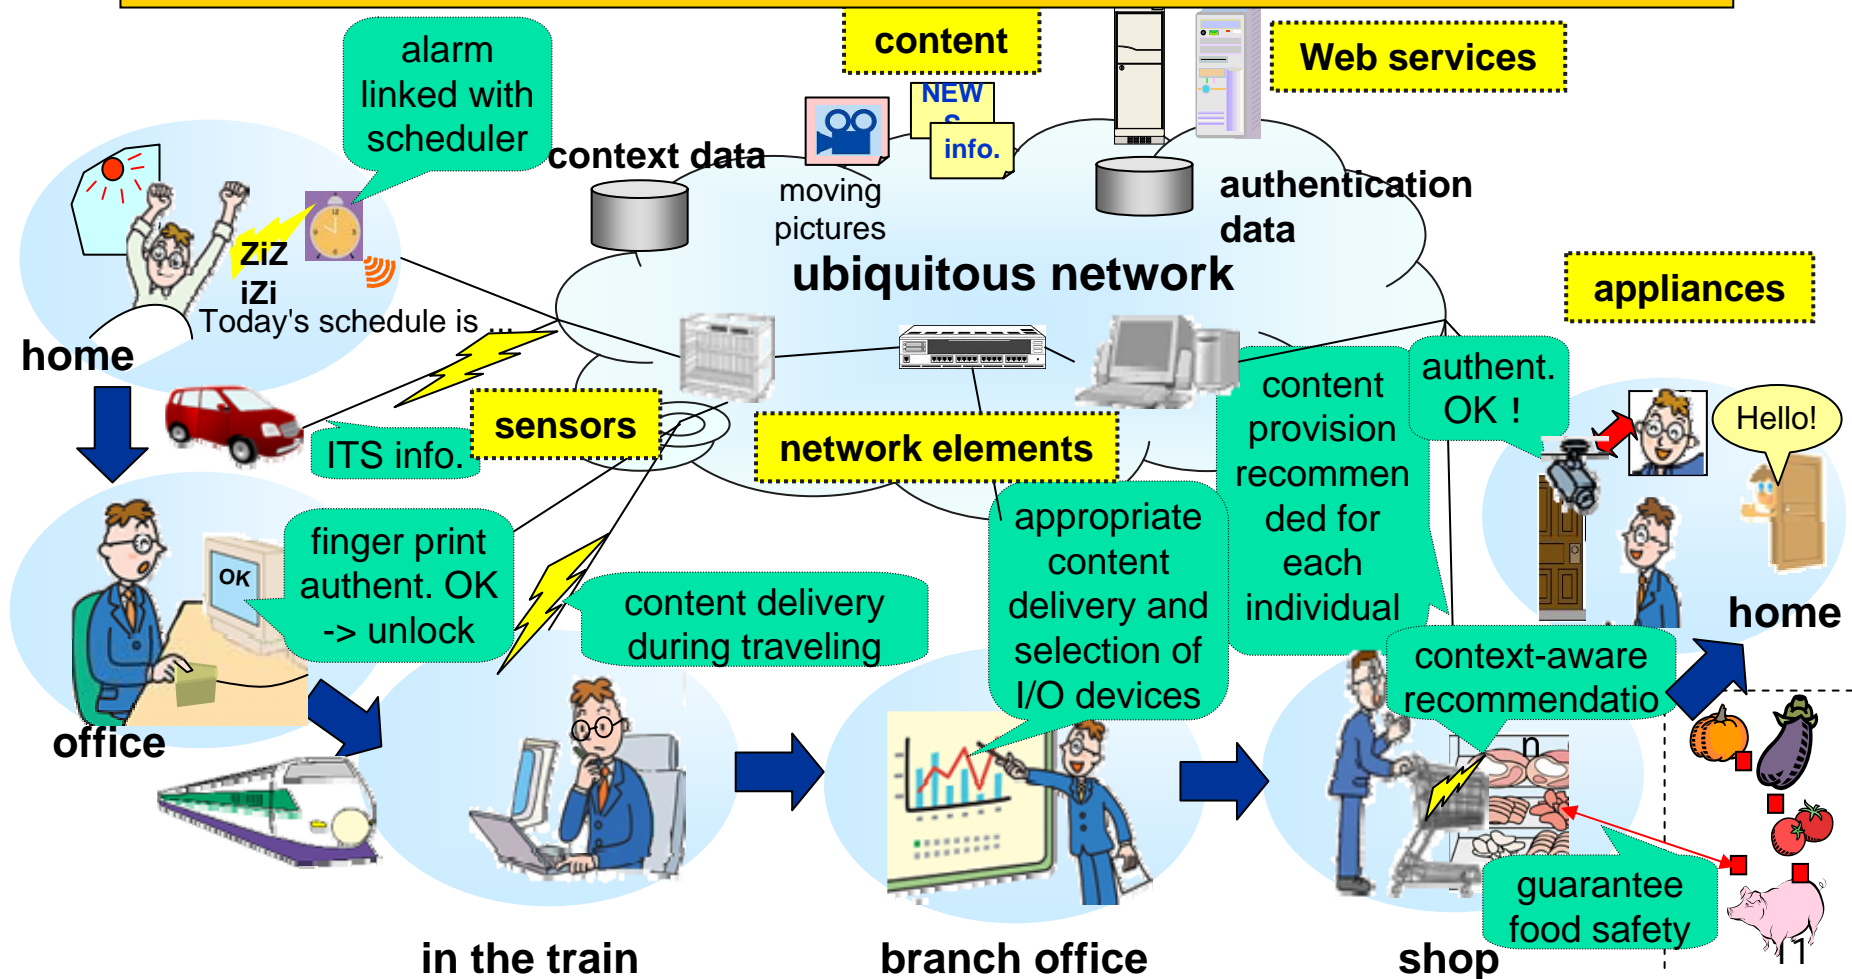 alarm
linked with
scheduler
content
Web services
NEW
S
info.
context data
moving
pictures
authentication
data
ubiquitous network
appliances
ZiZ
iZi
Today's schedule is ...
home
sensors
ITS info.
network elements
content
provision
recommen
ded for
each
individual
authent.
OK !
Hello!
home
OK
finger print
authent. OK
-> unlock
office
content delivery
during traveling
appropriate
content
delivery and
selection of
I/O devices
context-aware
recommendatio
n
guarantee
food safety
in the train
branch office
shop
11